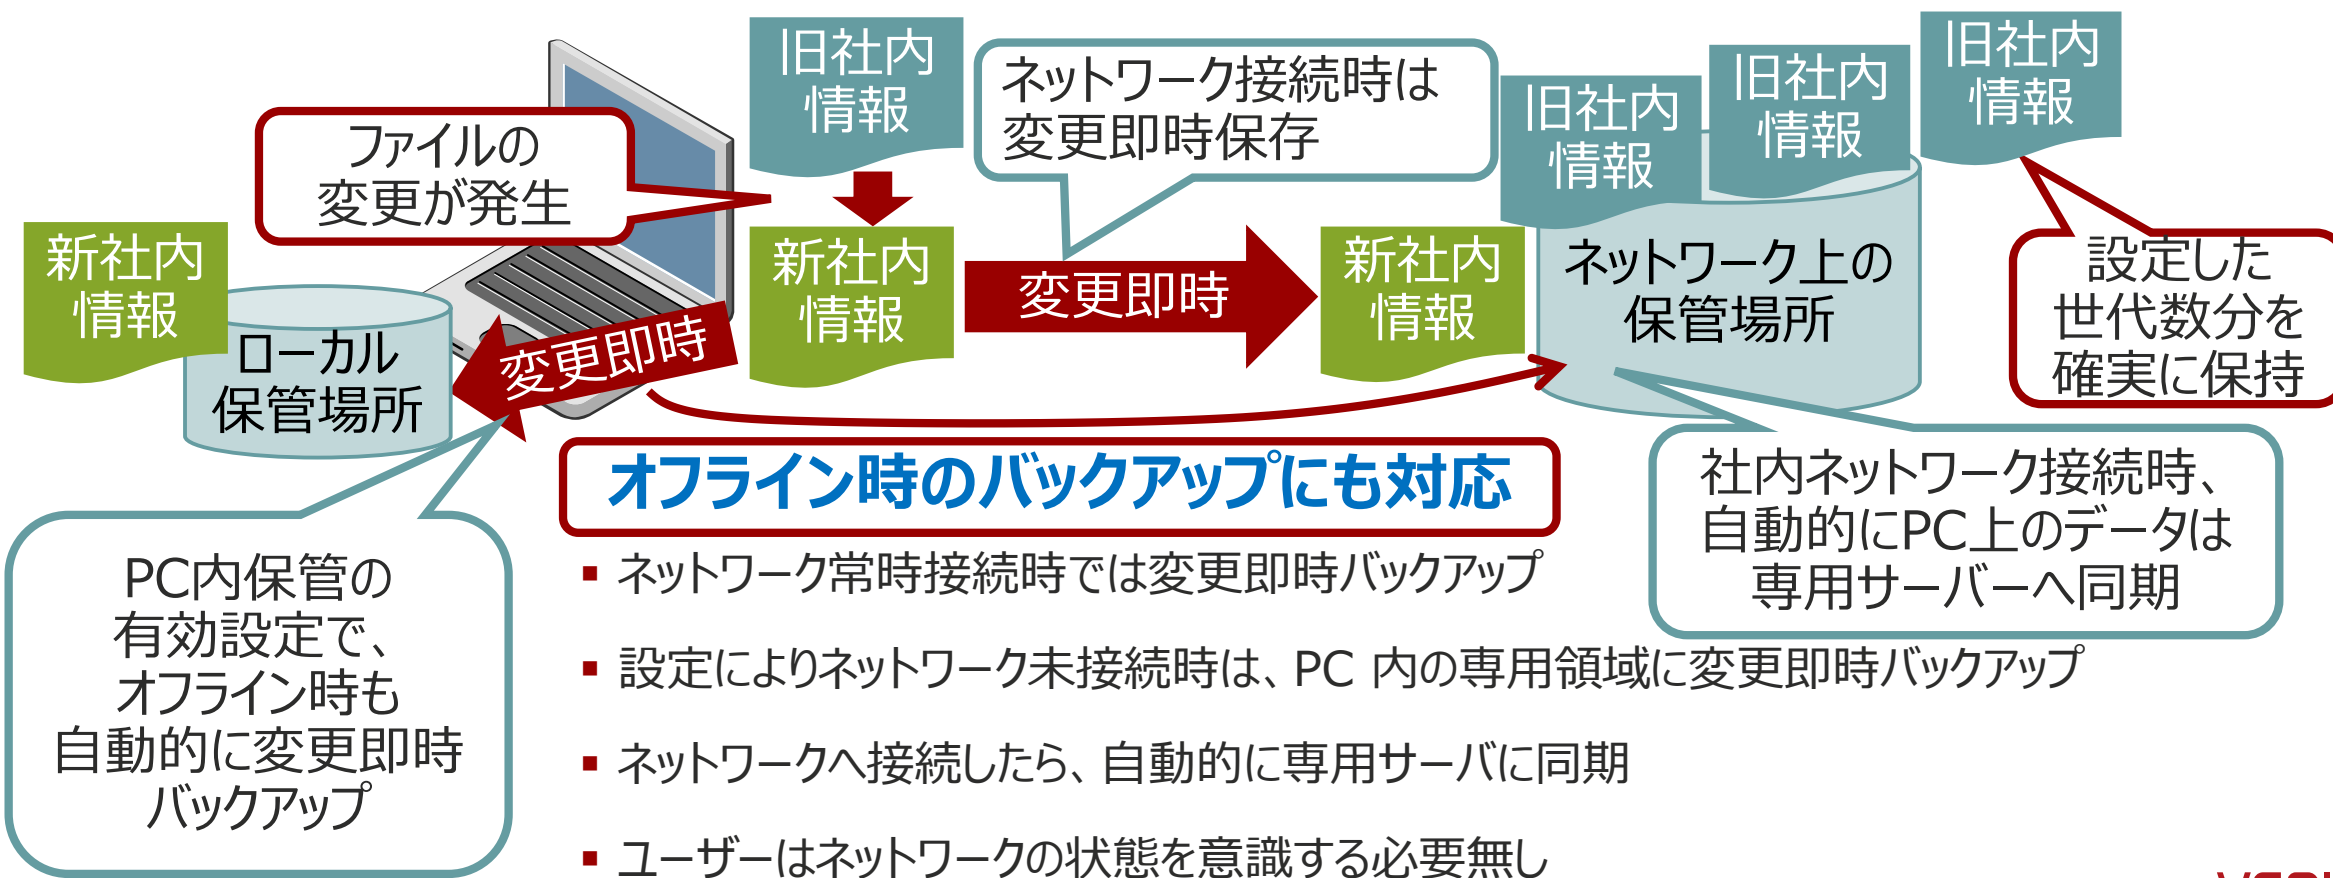 旧社内
情報
ネットワーク接続時は
変更即時保存
旧社内
情報
旧社内
情報
旧社内
情報
ファイルの
変更が発生
新社内
情報
ローカル
保管場所
変更即時
新社内
情報
変更即時
新社内
情報
ネットワーク上の
保管場所
設定した
世代数分を
確実に保持
オフライン時のバックアップにも対応
社内ネットワーク接続時、
自動的にPC上のデータは
専用サーバーへ同期
PC内保管の
有効設定で、
オフライン時も
自動的に変更即時
バックアップ
▪ ネットワーク常時接続時では変更即時バックアップ
▪ 設定によりネットワーク未接続時は、PC 内の専用領域に変更即時バックアップ
▪ ネットワークへ接続したら、自動的に専用サーバに同期
▪ ユーザーはネットワークの状態を意識する必要無し